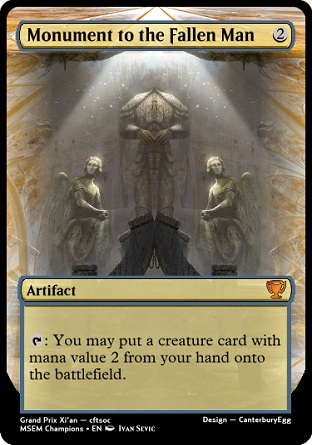 Monument to the Fallen Man 2
Artifact
: You may put a creature card with
mana value 2 from your hand onto
the battlefield.
Grand Prix Xi'an — cftsoc Design — CanterburyEgg
MSEM Champions • EN Ivan Sevic